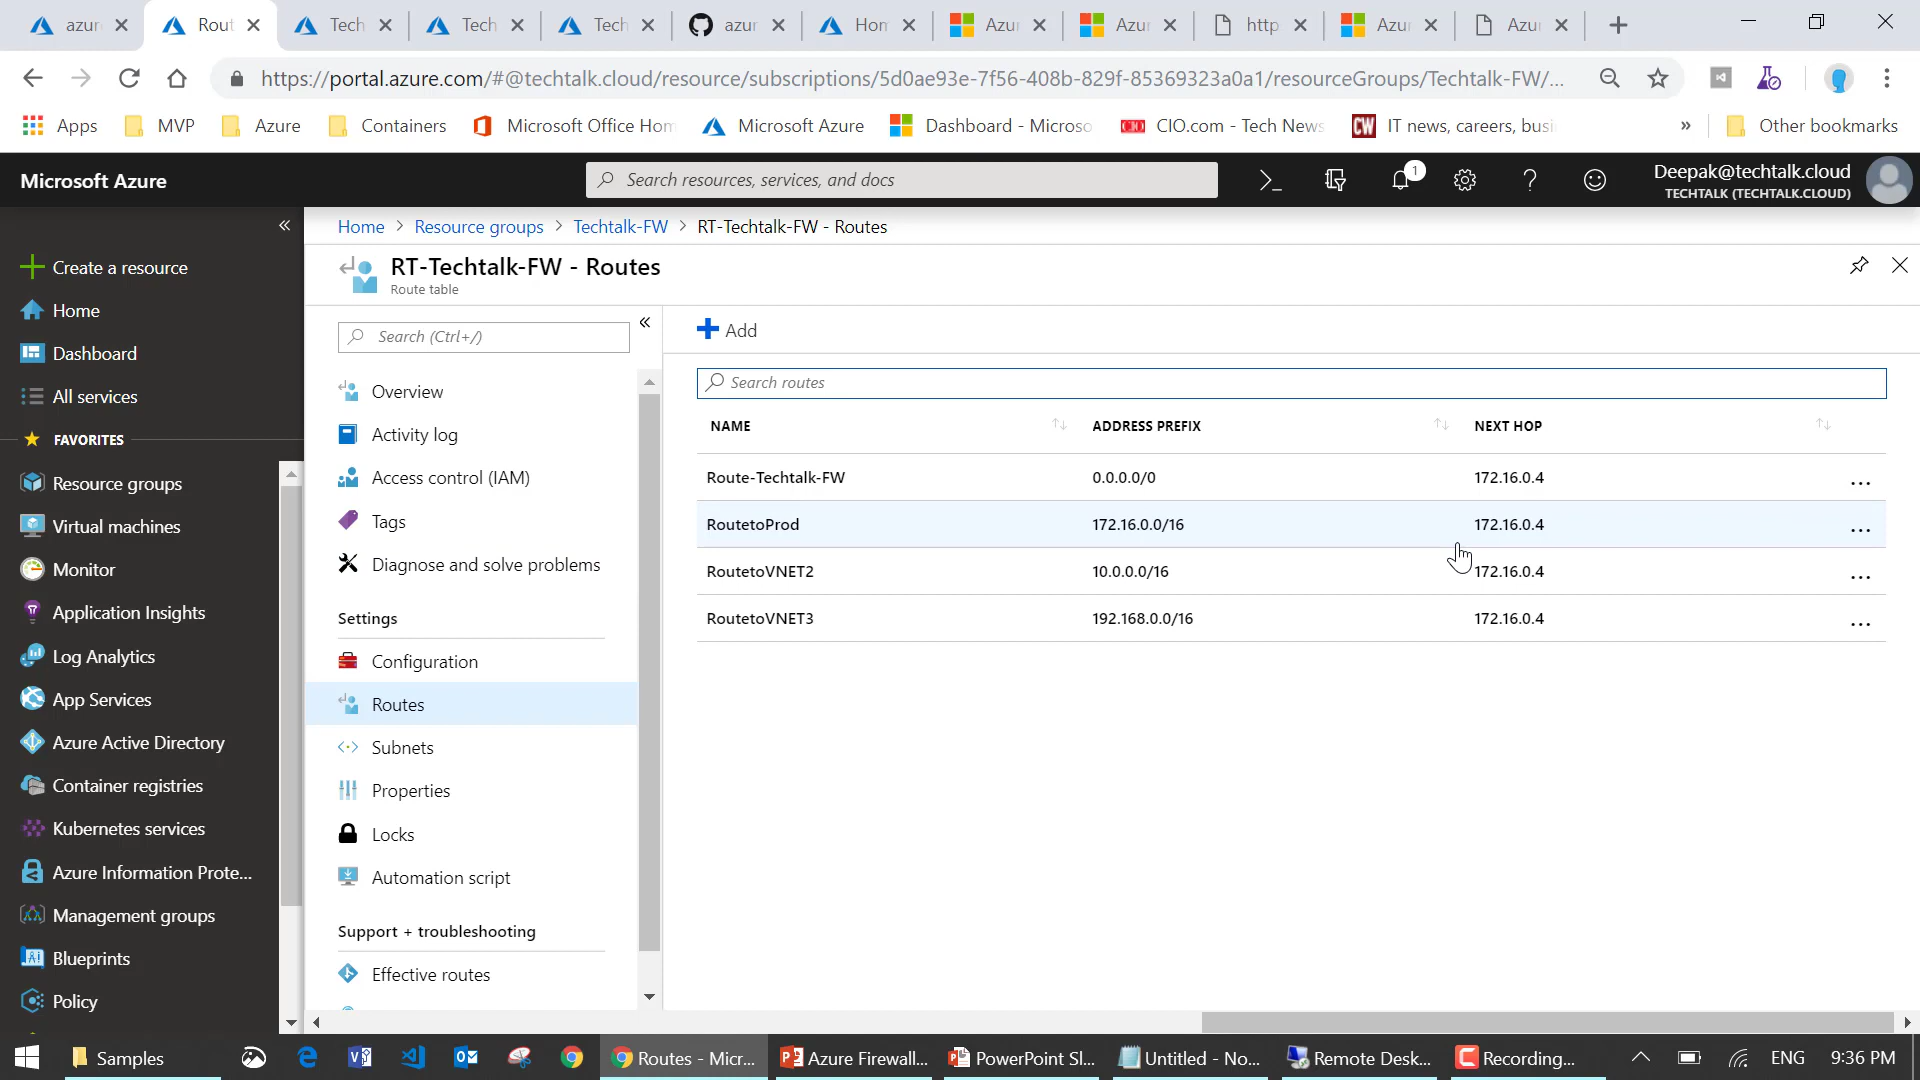 azur
Rout
Tech
Tech
Tech
azur
Hom
Azur
Azur
http
Azur
Azur
https://portal.azure.com/#@techtalk.cloud/resource/subscriptions/5d0ae93e-7f56-408b-829f-85369323a0a1/resourceGroups/Techtalk-FW/...
Apps
MVP
Azure
Containers
Microsoft Office Hom
Microsoft Azure
Dashboard - Microso
CIO.com - Tech News
CW
IT news, careers, busi
»
Other bookmarks
Microsoft Azure
Search resources, services, and docs
1
Deepak@techtalk.cloud
TECHTALK (TECHTALK.CLOUD)
Home > Resource groups > Techtalk-FW > RT-Techtalk-FW - Routes
RT-Techtalk-FW - Routes
Route table
Create a resource
Home
Dashboard
All services
FAVORITES
Resource groups
Virtual machines
Monitor
Application Insights
Log Analytics
App Services
Azure Active Directory
Container registries
Kubernetes services
Azure Information Prote...
Management groups
Blueprints
Policy
Search (Ctrl+/)
Overview
Activity log
Access control (IAM)
Tags
Diagnose and solve problems
Settings
Configuration
Routes
Subnets
Properties
Locks
Automation script
Support + troubleshooting
Effective routes
Add
Search routes
NAME ADDRESS PREFIX NEXT HOP
Route-Techtalk-FW 0.0.0.0/0 172.16.0.4 ...
RoutetoProd 172.16.0.0/16 172.16.0.4 ...
RoutetoVNET2 10.0.0.0/16 172.16.0.4 ...
RoutetoVNET3 192.168.0.0/16 172.16.0.4 ...
Samples
Routes - Micr...
Azure Firewall...
PowerPoint Sl...
Untitled - No...
Remote Desk...
Recording...
ENG
9:36 PM